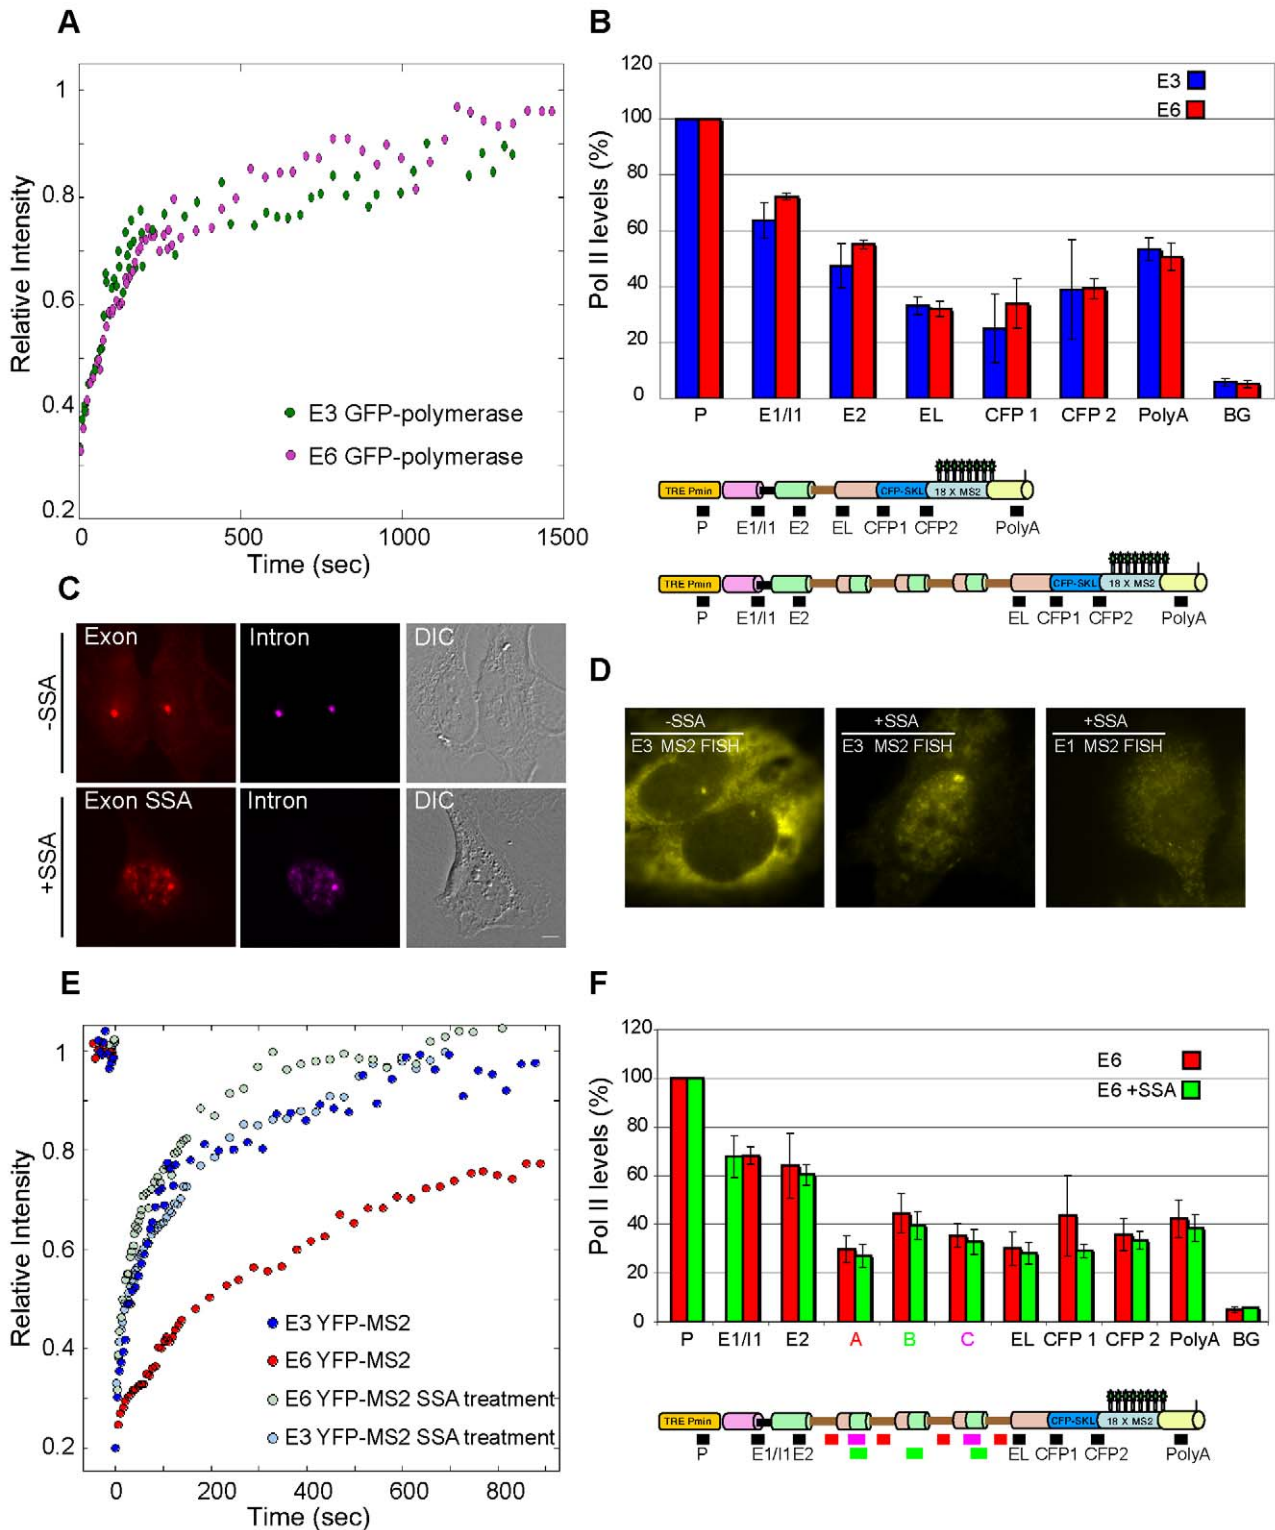 A
1
0.8
0.6
0.4
0.2
Relative Intensity
0
500
1000
1500
Time (sec)
E3 GFP-polymerase
E6 GFP-polymerase
B
120
100
80
60
40
20
0
Pol II levels (%)
E3
E6
P E1/I1 E2 EL CFP 1 CFP 2 PolyA BG
TRE Pmin CFP-SKL 18 X MS2
P E1/I1 E2 EL CFP1 CFP2 PolyA
TRE Pmin CFP-SKL 18 X MS2
P E1/I1 E2 EL CFP1 CFP2 PolyA
C
-SSA
Exon Intron DIC
+SSA
Exon SSA Intron DIC
D
-SSA
E3 MS2 FISH
+SSA
E3 MS2 FISH
+SSA
E1 MS2 FISH
E
1
0.8
0.6
0.4
0.2
Relative Intensity
0 200 400 600 800
Time (sec)
E3 YFP-MS2
E6 YFP-MS2
E6 YFP-MS2 SSA treatment
E3 YFP-MS2 SSA treatment
F
120
100
80
60
40
20
0
Pol II levels (%)
E6
E6 +SSA
P E1/I1 E2 A B C EL CFP 1 CFP 2 PolyA BG
TRE Pmin CFP-SKL 18 X MS2
P E1/I1E2 EL CFP1 CFP2 PolyA